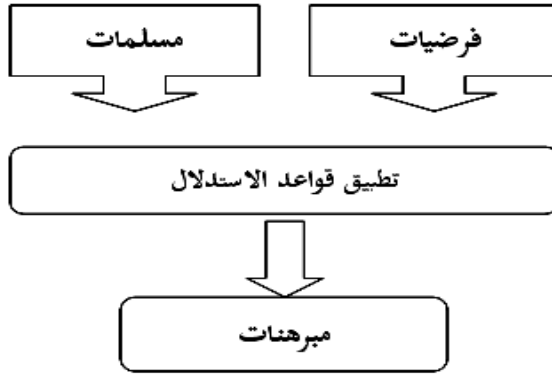 فرضيات
مسلمات
تطبيق قواعد الاستدلال
مبرهنات